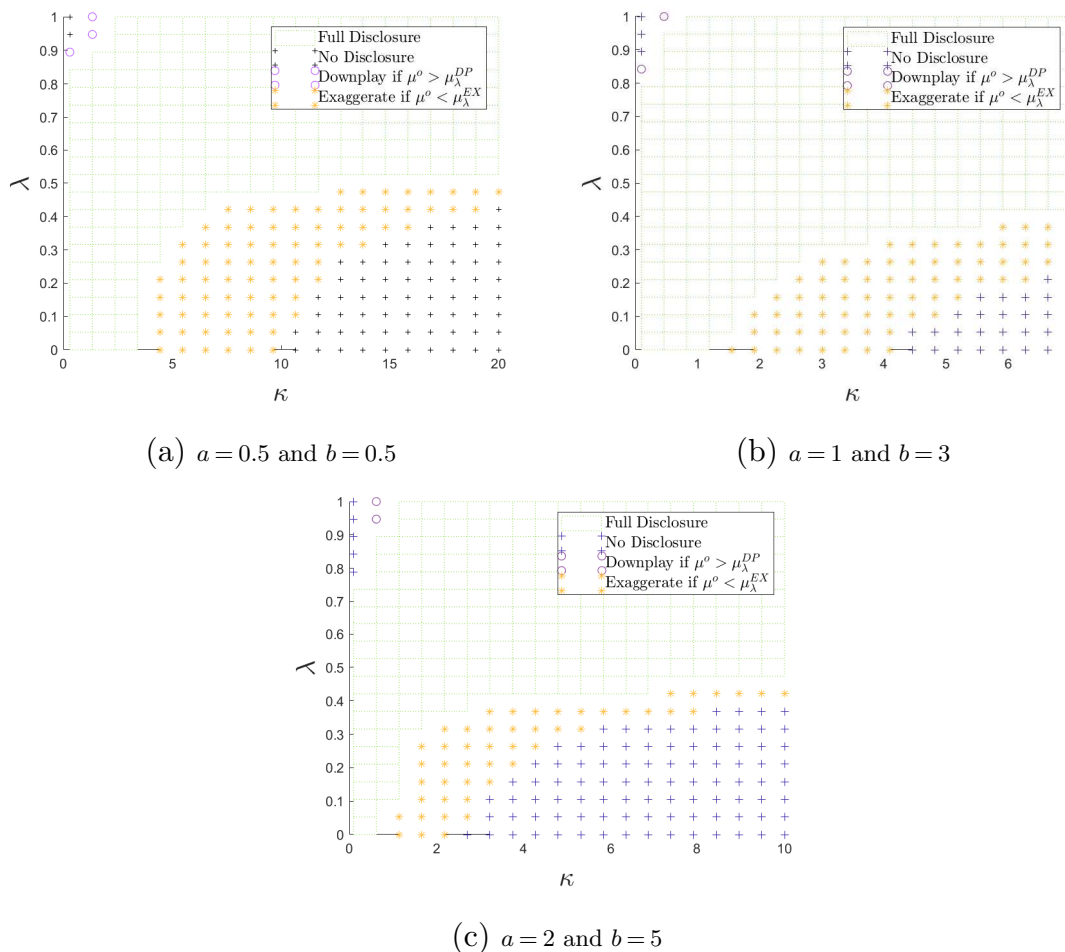 1
0.9
0.8
0.7
0.6
0.5
0.4
0.3
0.2
0.1
0
λ
Full Disclosure
No Disclosure
Downplay if μ^o > μ_λ^{DP}
Exaggerate if μ^o < μ_λ^{EX}
0 5 10 15 20
κ
(a) a = 0.5 and b = 0.5
1
0.9
0.8
0.7
0.6
0.5
0.4
0.3
0.2
0.1
0
λ
Full Disclosure
No Disclosure
Downplay if μ^o > μ_λ^{DP}
Exaggerate if μ^o < μ_λ^{EX}
0 1 2 3 4 5 6
κ
(b) a = 1 and b = 3
1
0.9
0.8
0.7
0.6
0.5
0.4
0.3
0.2
0.1
0
λ
Full Disclosure
No Disclosure
Downplay if μ^o > μ_λ^{DP}
Exaggerate if μ^o < μ_λ^{EX}
0 2 4 6 8 10
κ
(c) a = 2 and b = 5